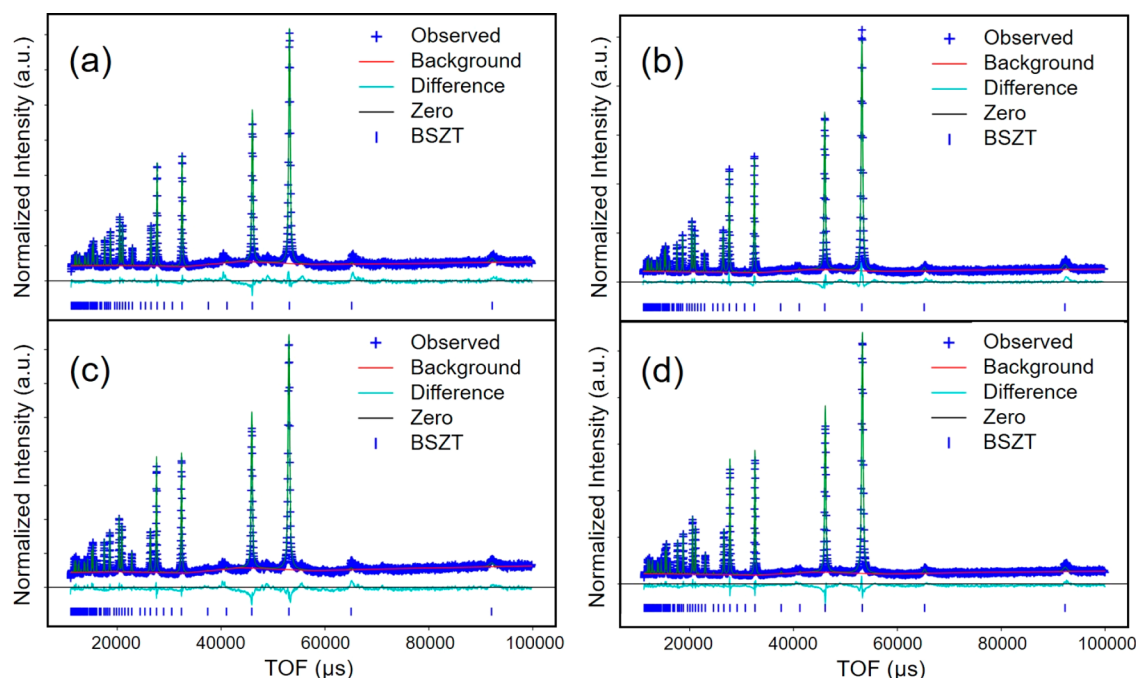 (a)
Normalized Intensity (a.u.)
Observed
Background
Difference
Zero
BSZT
(b)
Normalized Intensity (a.u.)
Observed
Background
Difference
Zero
BSZT
(c)
Normalized Intensity (a.u.)
Observed
Background
Difference
Zero
BSZT
20000 40000 60000 80000 100000
TOF (µs)
(d)
Normalized Intensity (a.u.)
Observed
Background
Difference
Zero
BSZT
20000 40000 60000 80000 100000
TOF (µs)